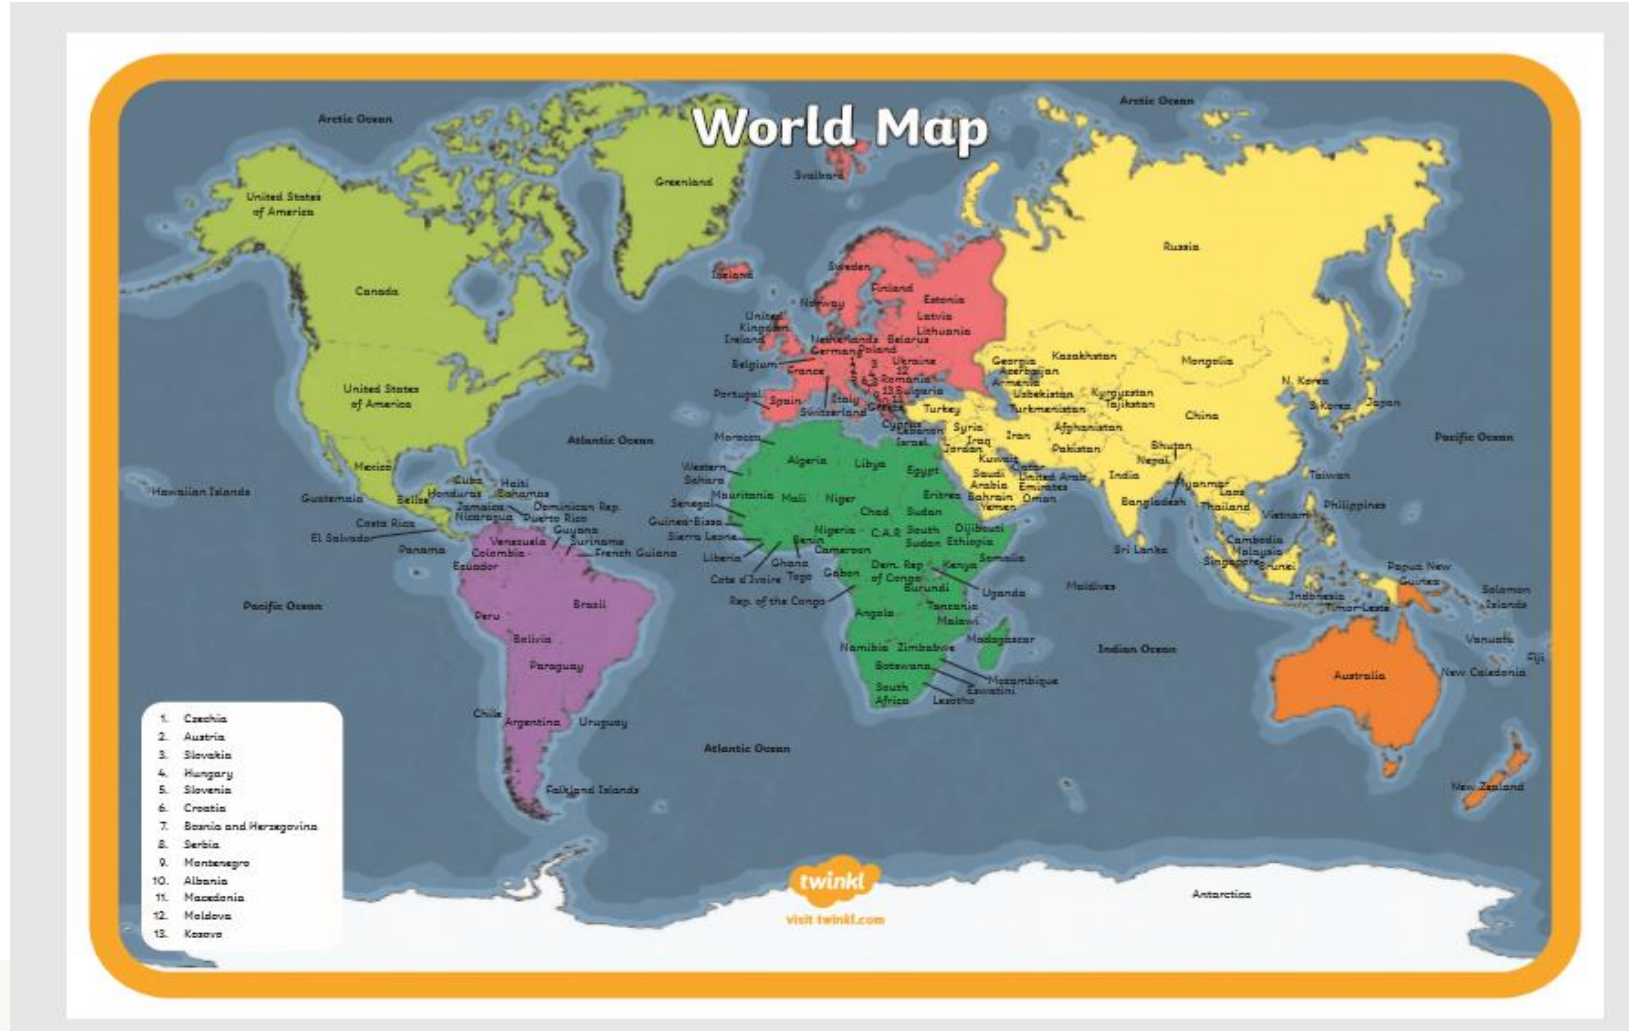 World Map
Arctic Ocean
Arctic Ocean
Svalbard
Greenland
United States
of America
Canada
Iceland
Russia
Sweden
Finland
Norway
Estonia
Latvia
Lithuania
United
Kingdom
Ireland
Netherlands
Belarus
Germany
Poland
Belgium
France
Ukraine
1
3
12
Romania
13
Bulgaria
Portugal
Spain
Italy
Switzerland
Greece
Georgia
Azerbaijan
Armenia
Kazakhstan
Mongolia
Uzbekistan
Kyrgyzstan
Tajikistan
Turkmenistan
N. Korea
S.Korea
Japan
China
Turkey
Cyprus
Lebanon
Israel
Syria
Iraq
Jordan
Iran
Afghanistan
Pakistan
Kuwait
Qatar
Saudi
Arabia
United Arab
Emirates
Bahrain
Oman
Yemen
Bhutan
Nepal
India
Bangladesh
Myanmar
Laos
Thailand
Vietnam
Taiwan
Philippines
Pacific Ocean
United States
of America
Atlantic Ocean
Mexico
Hawaiian Islands
Guatemala
Belize
Cuba
Honduras
Haiti
Bahamas
Jamaica
Dominican Rep.
Nicaragua
Puerto Rico
Costa Rica
El Salvador
Panama
Guyana
Venezuela
Suriname
Colombia
French Guiana
Ecuador
Morocco
Western
Sahara
Algeria
Libya
Egypt
Mauritania
Mali
Niger
Eritrea
Senegal
Chad
Sudan
Guinea-Bissa
Sierra Leone
Nigeria
C.A.R
South
Sudan
Dijibouti
Ethiopia
Benin
Cameroon
Liberia
Ghana
Somalia
Cote d'Ivoire
Togo
Gabon
Dem. Rep
of Congo
Kenya
Burundi
Uganda
Rep. of the Congo
Tanzania
Angola
Malawi
Sri Lanka
Maldives
Cambodia
Malaysia
Singapore
Brunei
Indonesia
Timor-Leste
Papua New
Guinea
Solomon
Islands
Pacific Ocean
Brazil
Peru
Bolivia
Paraguay
Namibia
Zimbabwe
Madagascar
Botswana
Mozambique
Eswatini
South
Africa
Lesotho
Indian Ocean
Australia
Vanuatu
Fiji
New Caledonia
Chile
Argentina
Uruguay
Atlantic Ocean
Falkland Islands
New Zealand
1. Czechia
2. Austria
3. Slovakia
4. Hungary
5. Slovenia
6. Croatia
7. Bosnia and Herzegovina
8. Serbia
9. Montenegro
10. Albania
11. Macedonia
12. Moldova
13. Kosovo
twinkl
visit twinkl.com
Antarctica